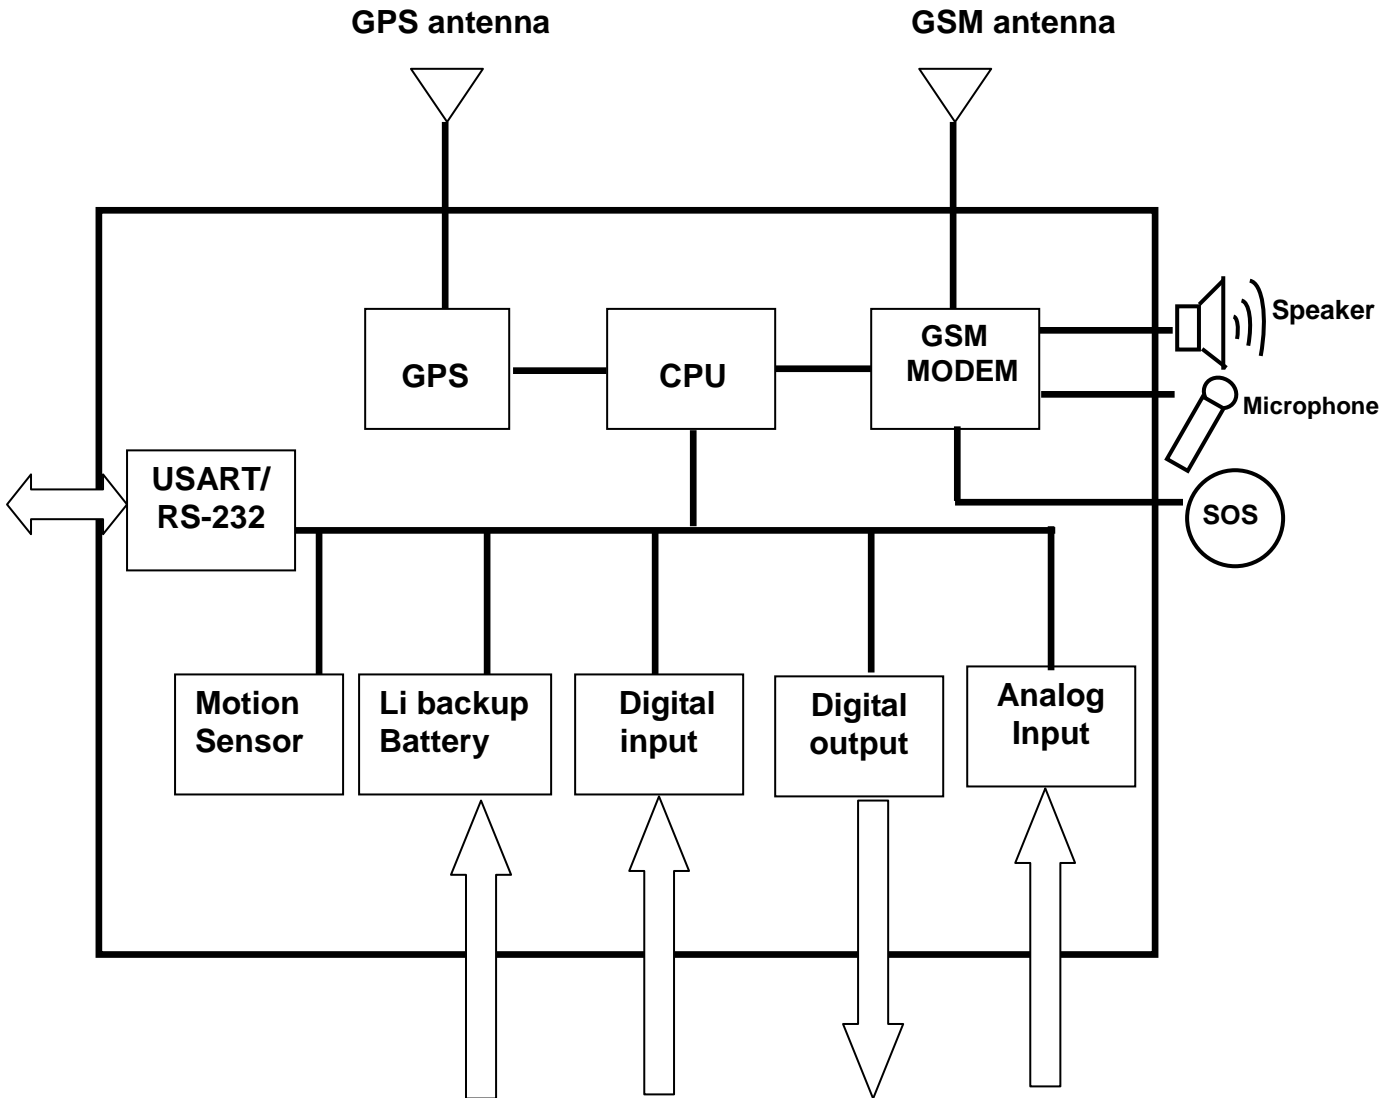 GPS antenna
GSM antenna
Speaker
GPS
CPU
GSM
MODEM
Microphone
USART/
RS-232
SOS
Motion
Sensor
Li backup
Battery
Digital
input
Digital
output
Analog
Input